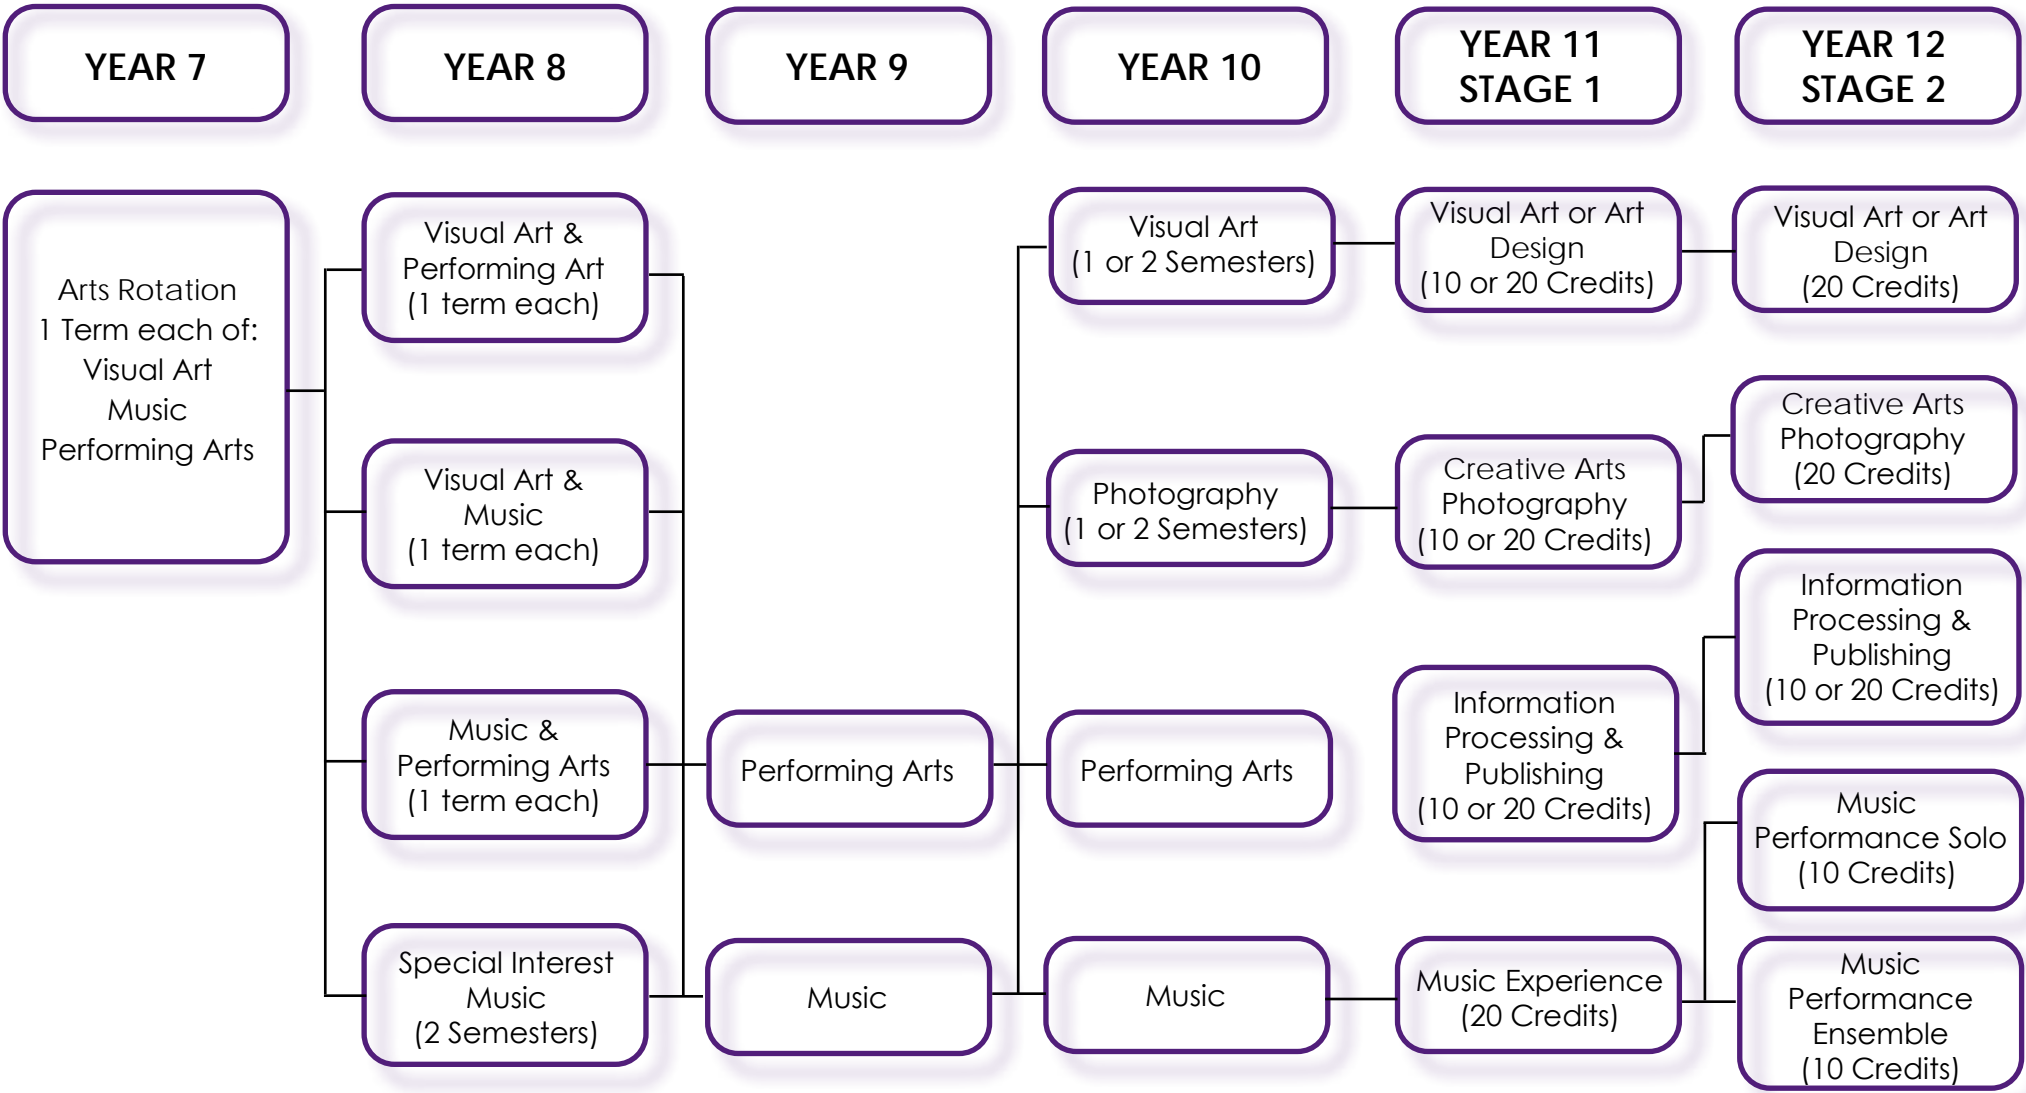 YEAR 7
YEAR 8
YEAR 9
YEAR 10
YEAR 11
STAGE 1
YEAR 12
STAGE 2
Arts Rotation
1 Term each of:
Visual Art
Music
Performing Arts
Visual Art &
Performing Art
(1 term each)
Visual Art &
Music
(1 term each)
Music &
Performing Arts
(1 term each)
Special Interest
Music
(2 Semesters)
Performing Arts
Music
Visual Art
(1 or 2 Semesters)
Photography
(1 or 2 Semesters)
Performing Arts
Music
Visual Art or Art
Design
(10 or 20 Credits)
Creative Arts
Photography
(10 or 20 Credits)
Information
Processing &
Publishing
(10 or 20 Credits)
Music Experience
(20 Credits)
Visual Art or Art
Design
(20 Credits)
Creative Arts
Photography
(20 Credits)
Information
Processing &
Publishing
(10 or 20 Credits)
Music
Performance Solo
(10 Credits)
Music
Performance
Ensemble
(10 Credits)